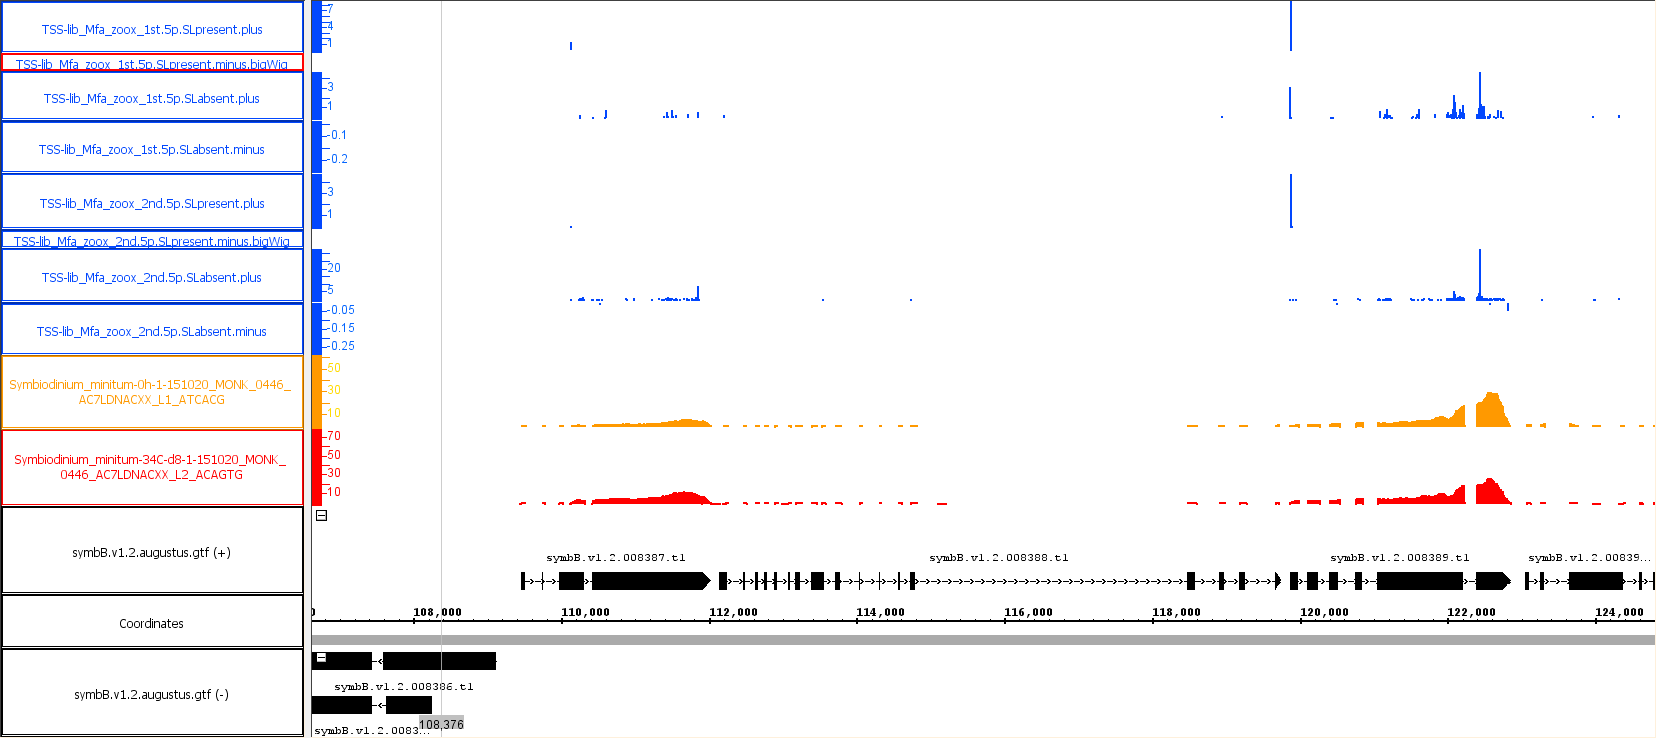 TSS-lib_Mfa_zoox_1st.5p.SLpresent.plus
7
4
1
TSS-lib_Mfa_zoox_1st.5p.SLpresent.minus.bigWig
TSS-lib_Mfa_zoox_1st.5p.SLabsent.plus
3
1
TSS-lib_Mfa_zoox_1st.5p.SLabsent.minus
-0.1
-0.2
TSS-lib_Mfa_zoox_2nd.5p.SLpresent.plus
3
1
TSS-lib_Mfa_zoox_2nd.5p.SLpresent.minus.bigWig
TSS-lib_Mfa_zoox_2nd.5p.SLabsent.plus
20
5
TSS-lib_Mfa_zoox_2nd.5p.SLabsent.minus
-0.05
-0.15
-0.25
Symbiodinium_minitum-0h-1-151020_MONK_0446_
AC7LDNACXX_L1_ATCACG
50
30
10
Symbiodinium_minitum-34C-d8-1-151020_MONK_
0446_AC7LDNACXX_L2_ACAGTG
70
50
30
10
symbB.v1.2.augustus.gtf (+)
symbB.v1.2.008387.t1 symbB.v1.2.008388.t1 symbB.v1.2.008389.t1 symbB.v1.2.00839...
Coordinates
0 108,000 110,000 112,000 114,000 116,000 118,000 120,000 122,000 124,000
symbB.v1.2.augustus.gtf (-)
symbB.v1.2.008386.t1
108,376
symbB.v1.2.0083...